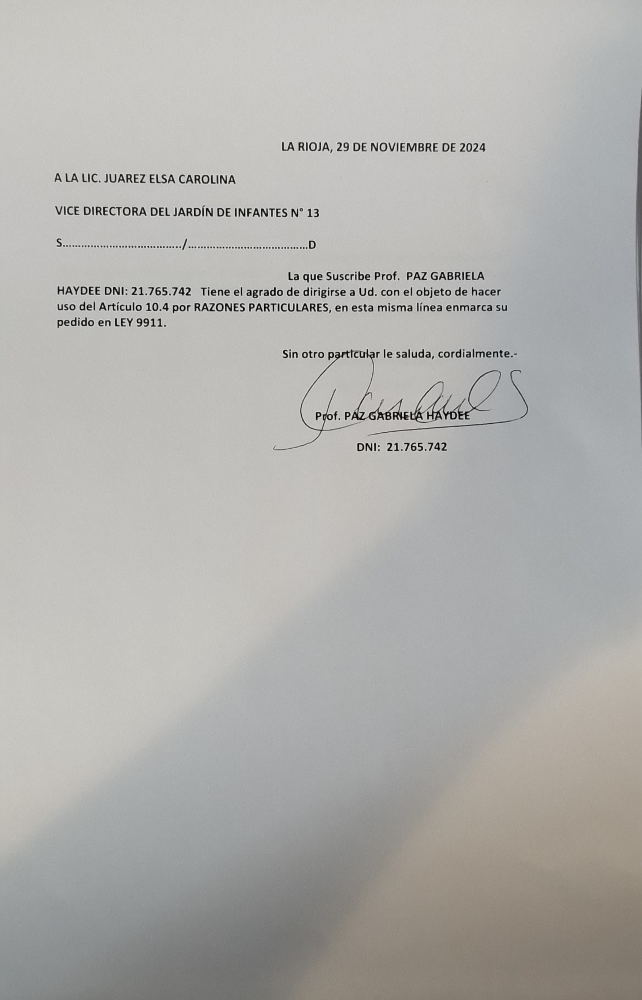 LA RIOJA, 29 DE NOVIEMBRE DE 2024
A LA LIC. JUAREZ ELSA CAROLINA
VICE DIRECTORA DEL JARDÍN DE INFANTES N° 13
S......................................./.......................................D
La que Suscribe Prof. PAZ GABRIELA
HAYDEE DNI: 21.765.742 Tiene el agrado de dirigirse a Ud. con el objeto de hacer
uso del Artículo 10.4 por RAZONES PARTICULARES, en esta misma línea enmarca su
pedido en LEY 9911.
Sin otro particular le saluda, cordialmente.-
Prof. PAZ GABRIELA HAYDEE
DNI: 21.765.742